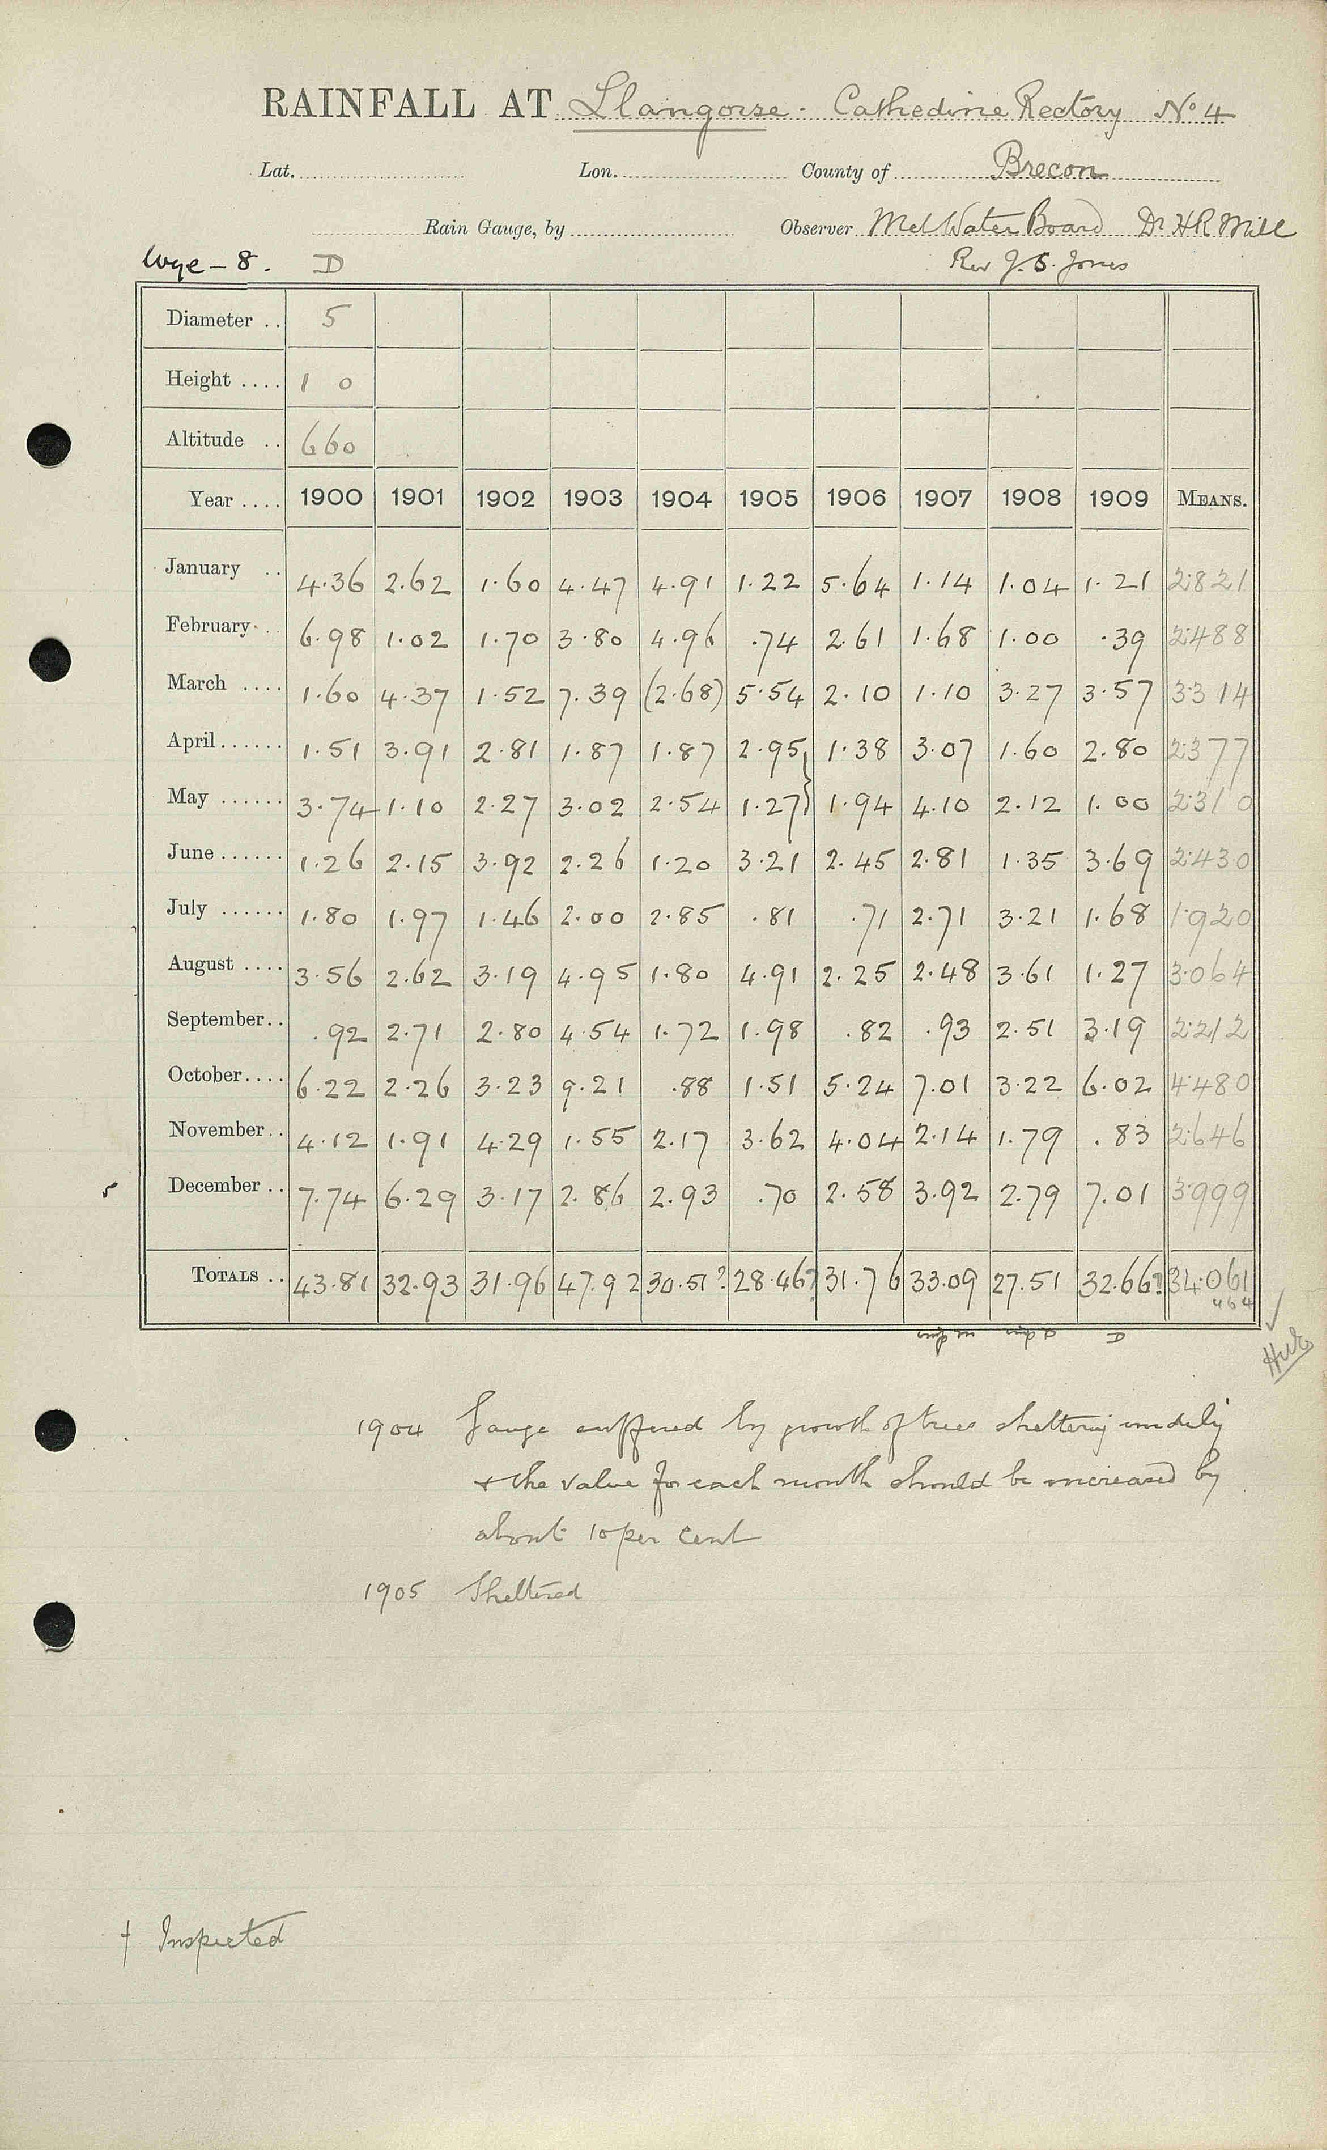 RAINFALL AT Llangorse - Cathedine Rectory No 4
Lat. Lon. County of Brecon
Rain Gauge, by Observer Met Water Board Dr HR Mill
Wye - 8. D Rev J. S. Jones
Diameter .. 5
Height .... 1 0
Altitude .. 660
Year .... 1900 1901 1902 1903 1904 1905 1906 1907 1908 1909 MEANS.
January .. 4.36 2.62 1.60 4.47 4.91 1.22 5.64 1.14 1.04 1.21 2.821
February.. 6.98 1.02 1.70 3.80 4.96 .74 2.61 1.68 1.00 .39 2.488
March .... 1.60 4.37 1.52 7.39 (2.68) 5.54 2.10 1.10 3.27 3.57 3.314
April...... 1.51 3.91 2.81 1.87 1.87 2.95} 1.38 3.07 1.60 2.80 2.377
May ...... 3.74 1.10 2.27 3.02 2.54 1.27} 1.94 4.10 2.12 1.00 2.310
June...... 1.26 2.15 3.92 2.26 1.20 3.21 2.45 2.81 1.35 3.69 2.430
July ...... 1.80 1.97 1.46 2.00 2.85 .81 .71 2.71 3.21 1.68 1.920
August .... 3.56 2.62 3.19 4.95 1.80 4.91 2.25 2.48 3.61 1.27 3.064
September.. .92 2.71 2.80 4.54 1.72 1.98 .82 .93 2.51 3.19 2.212
October.... 6.22 2.26 3.23 9.21 .88 1.51 5.24 7.01 3.22 6.02 4.480
November.. 4.12 1.91 4.29 1.55 2.17 3.62 4.04 2.14 1.79 .83 2.646
5 December .. 7.74 6.29 3.17 2.86 2.93 .70 2.58 3.92 2.79 7.01 3.999
TOTALS .. 43.81 32.93 31.96 47.92 30.51? 28.46? 31.76 33.09 27.51 32.66? 34.061
D
1904 Gauge suffered by growth of trees sheltering unduly
+ the value for each month should be increased by
about 10 per cent
1905 Sheltered
† Inspected